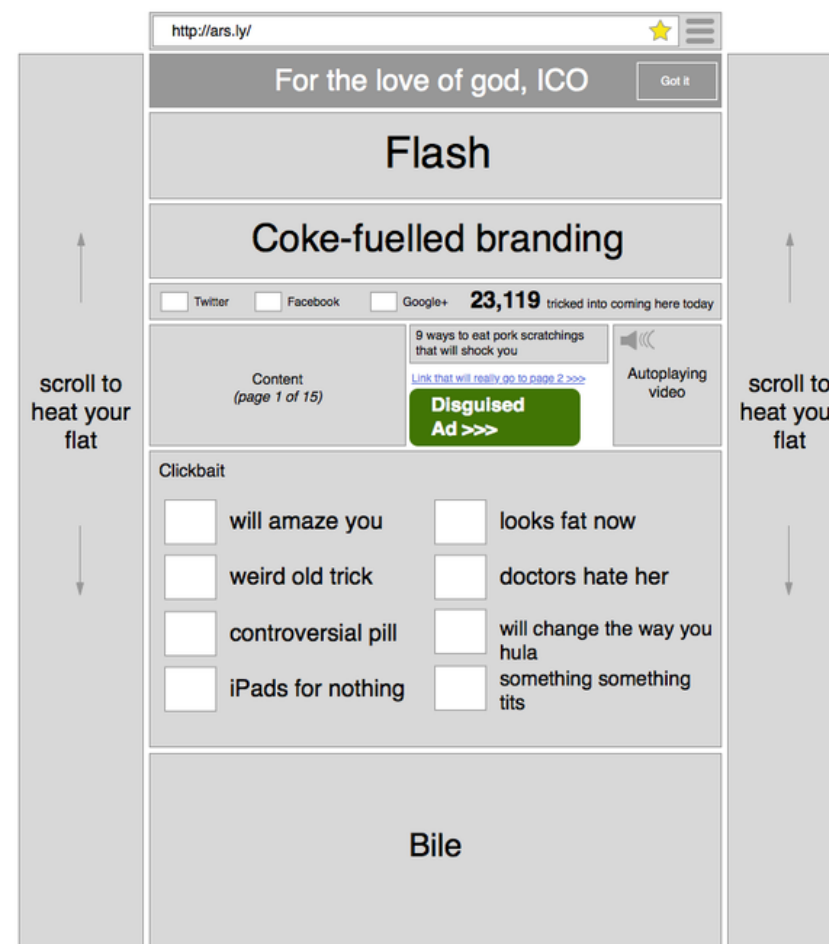 http://ars.ly/
For the love of god, ICO
Got it
Flash
Coke-fuelled branding
Twitter
Facebook
Google+
23,119 tricked into coming here today
scroll to
heat your
flat
Content
(page 1 of 15)
9 ways to eat pork scratchings
that will shock you
Link that will really go to page 2 >>>
Disguised
Ad >>>
Autoplaying
video
scroll to
heat your
flat
Clickbait
will amaze you
looks fat now
weird old trick
doctors hate her
controversial pill
will change the way you
hula
iPads for nothing
something something
tits
Bile